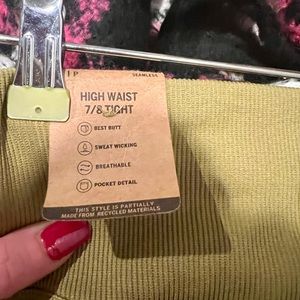 SEAMLESS
HIGH WAIST
7/8 TIGHT
BEST BUTT
SWEAT WICKING
BREATHABLE
POCKET DETAIL
THIS STYLE IS PARTIALLY
MADE FROM RECYCLED MATERIALS